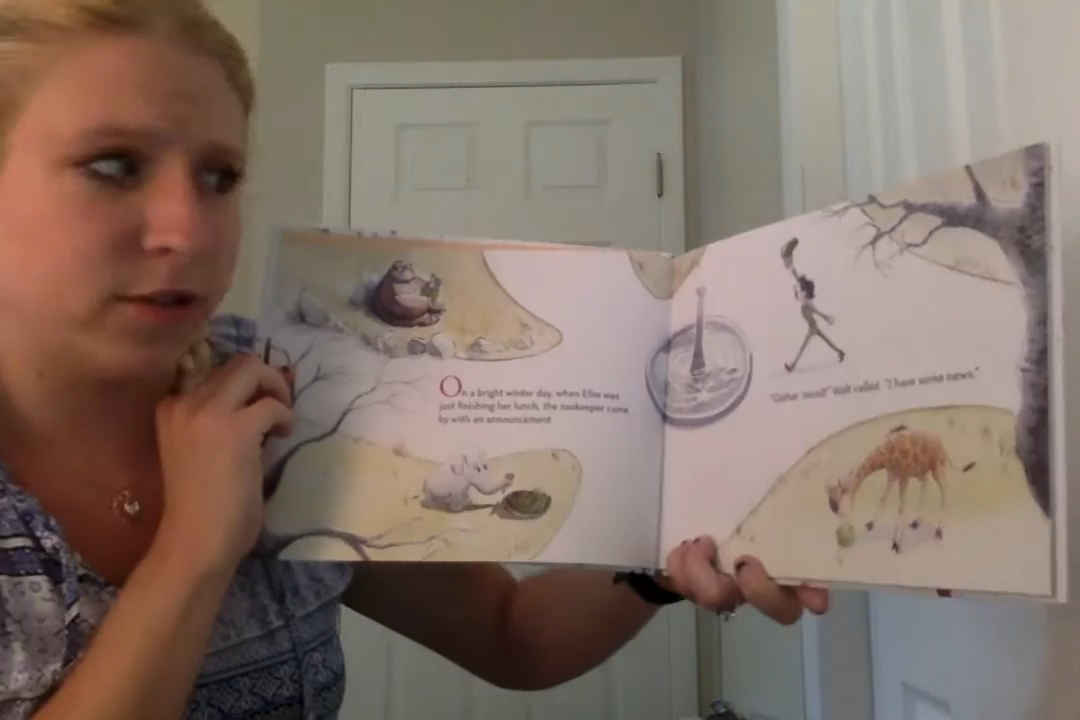 On a bright winter day, when Ella was
just finishing her lunch, the zookeeper came
by with an announcement.
"Gather 'round!" Walt called. "I have some news."